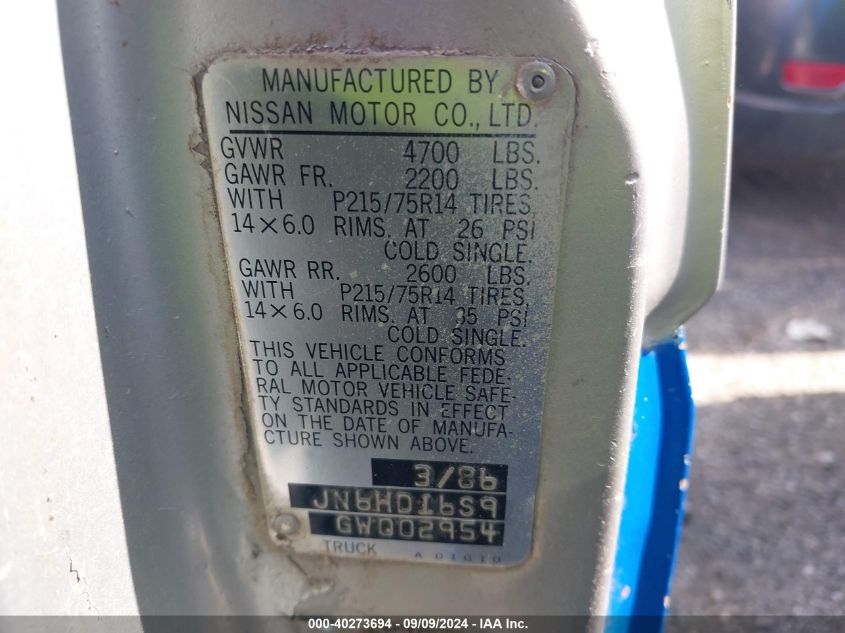 MANUFACTURED BY
NISSAN MOTOR CO., LTD.
GVWR 4700 LBS.
GAWR FR. 2200 LBS.
WITH P215/75R14 TIRES,
14×6.0 RIMS. AT 26 PSI
COLD SINGLE.
GAWR RR. 2600 LBS.
WITH P215/75R14 TIRES,
14×6.0 RIMS. AT 35 PSI
COLD SINGLE.
THIS VEHICLE CONFORMS
TO ALL APPLICABLE FEDE-
RAL MOTOR VEHICLE SAFE-
TY STANDARDS IN EFFECT
ON THE DATE OF MANUFA-
CTURE SHOWN ABOVE.
3/86
JN6HD16S9
GW002954
TRUCK A 01G10
000-40273694 - 09/09/2024 - IAA Inc.